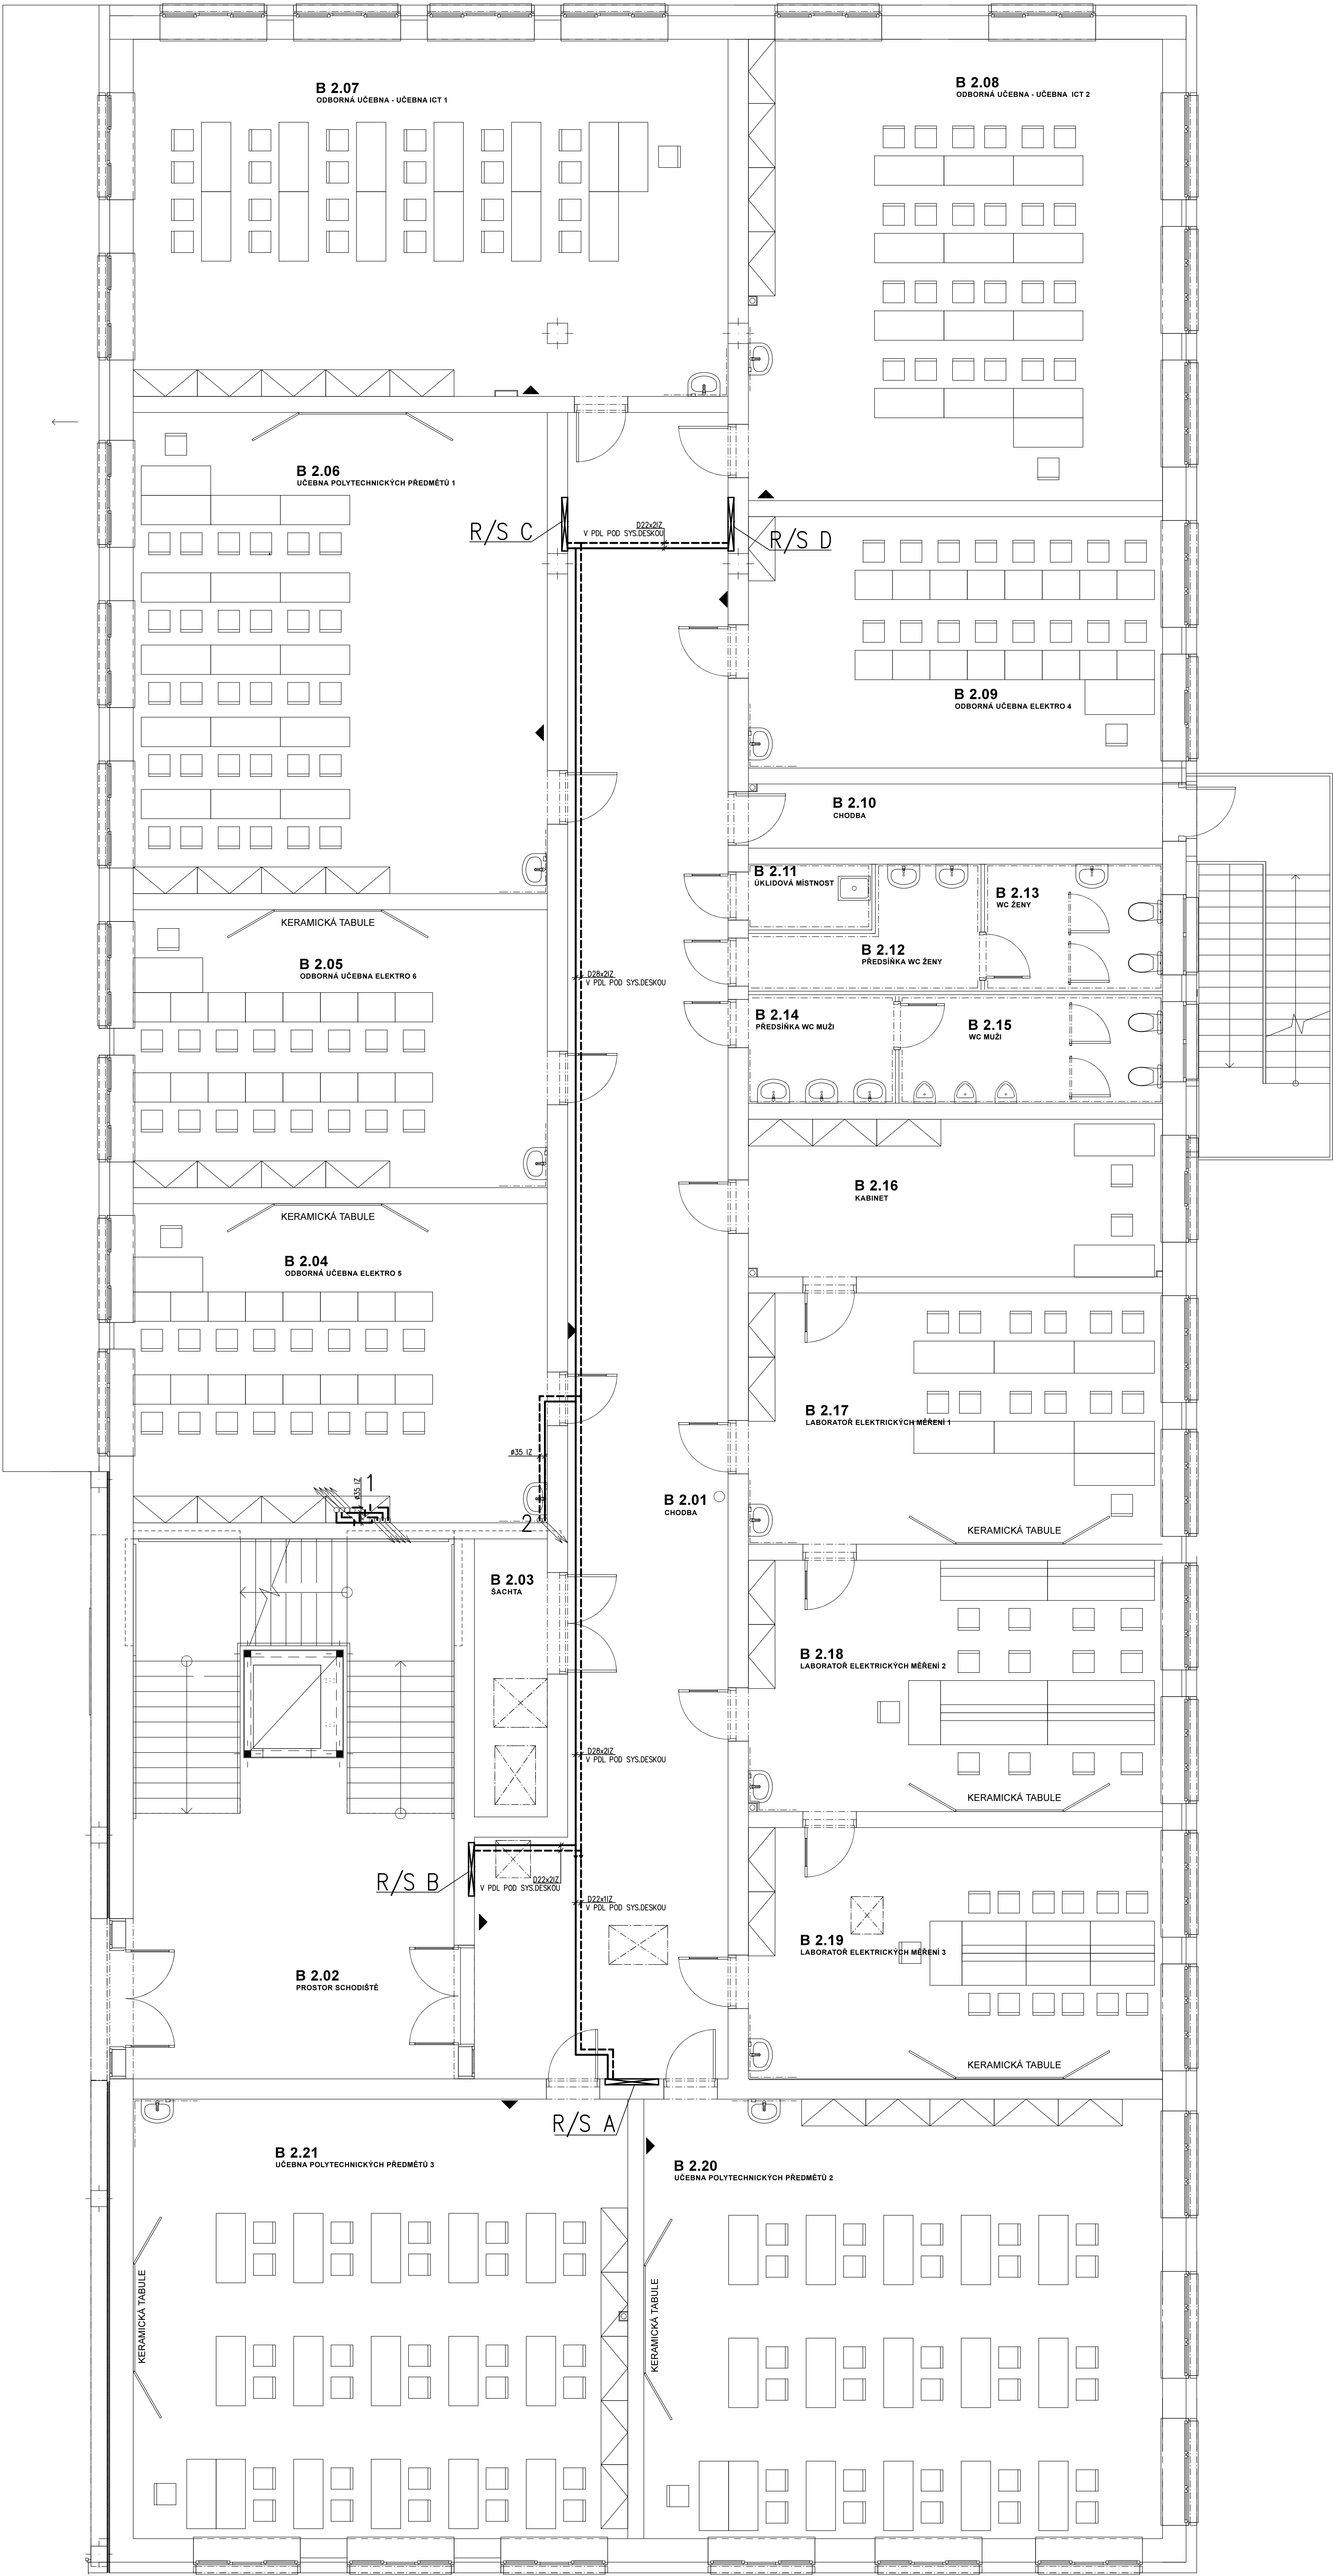 B 2.07
ODBORNÁ UČEBNA - UČEBNA ICT 1
B 2.08
ODBORNÁ UČEBNA - UČEBNA  ICT 2
B 2.06
UČEBNA POLYTECHNICKÝCH PŘEDMĚTŮ 1
R/S C
D22x2IZ
V PDL POD SYS.DESKOU
R/S D
B 2.09
ODBORNÁ UČEBNA ELEKTRO 4
B 2.10
CHODBA
B 2.11
ÚKLIDOVÁ MÍSTNOST
B 2.13
WC ŽENY
KERAMICKÁ TABULE
B 2.05
ODBORNÁ UČEBNA ELEKTRO 6
B 2.12
PŘEDSÍŇKA WC ŽENY
D28x2IZ
V PDL POD SYS.DESKOU
B 2.14
PŘEDSÍŇKA WC MUŽI
B 2.15
WC MUŽI
B 2.16
KABINET
KERAMICKÁ TABULE
B 2.04
ODBORNÁ UČEBNA ELEKTRO 5
B 2.17
LABORATOŘ ELEKTRICKÝCH MĚŘENÍ 1
ø35 IZ
ø35 IZ
1
2
B 2.01
CHODBA
KERAMICKÁ TABULE
B 2.03
ŠACHTA
B 2.18
LABORATOŘ ELEKTRICKÝCH MĚŘENÍ 2
D28x2IZ
V PDL POD SYS.DESKOU
KERAMICKÁ TABULE
R/S B
D22x2IZ
V PDL POD SYS.DESKOU
D22x1IZ
V PDL POD SYS.DESKOU
B 2.19
LABORATOŘ ELEKTRICKÝCH MĚŘENÍ 3
B 2.02
PROSTOR SCHODIŠTĚ
KERAMICKÁ TABULE
R/S A
B 2.21
UČEBNA POLYTECHNICKÝCH PŘEDMĚTŮ 3
B 2.20
UČEBNA POLYTECHNICKÝCH PŘEDMĚTŮ 2
KERAMICKÁ TABULE
KERAMICKÁ TABULE